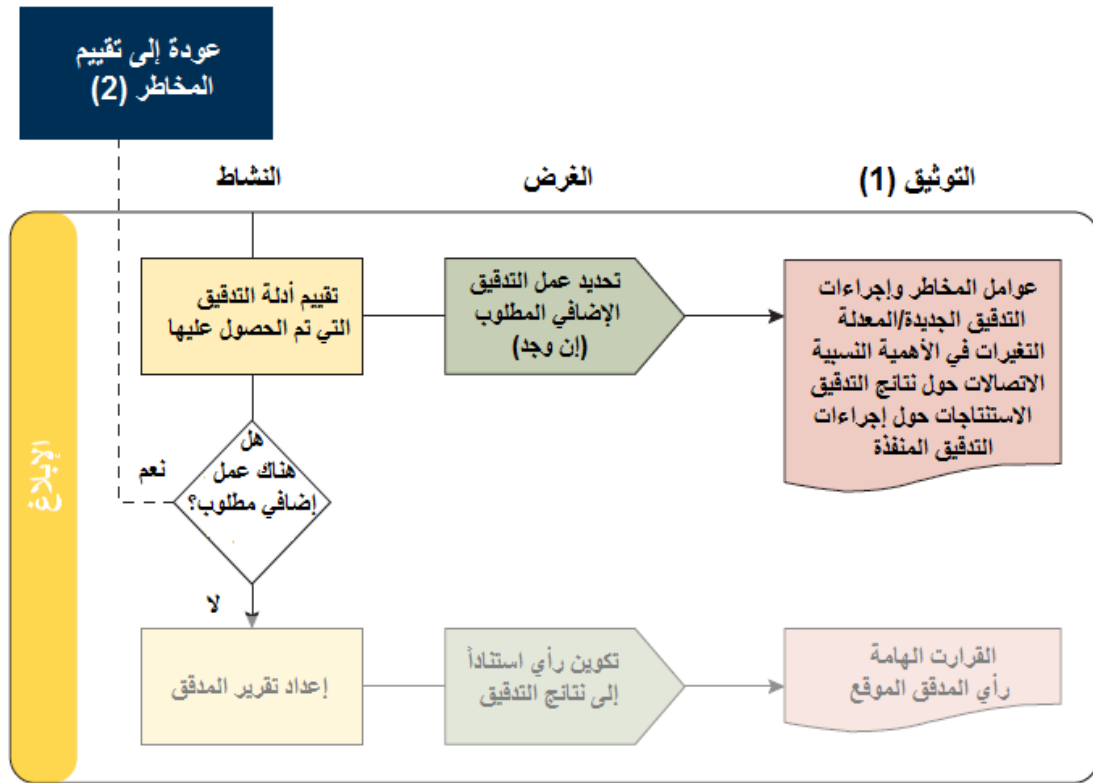 عودة إلى تقييم
المخاطر (2)
النشاط
الغرض
التوثيق (1)
تقييم أدلة التدقيق
التي تم الحصول عليها
تحديد عمل التدقيق
الإضافي المطلوب
(إن وجد)
عوامل المخاطر وإجراءات
التدقيق الجديدة/المعدلة
التغيرات في الأهمية النسبية
الاتصالات حول نتائج التدقيق
الاستنتاجات حول إجراءات
التدقيق المنفذة
هل
هناك عمل
إضافي مطلوب؟
نعم
لا
إعداد تقرير المدقق
تكوين رأي استناداً
إلى نتائج التدقيق
القرارت الهامة
رأي المدقق الموقع
الإبلاغ